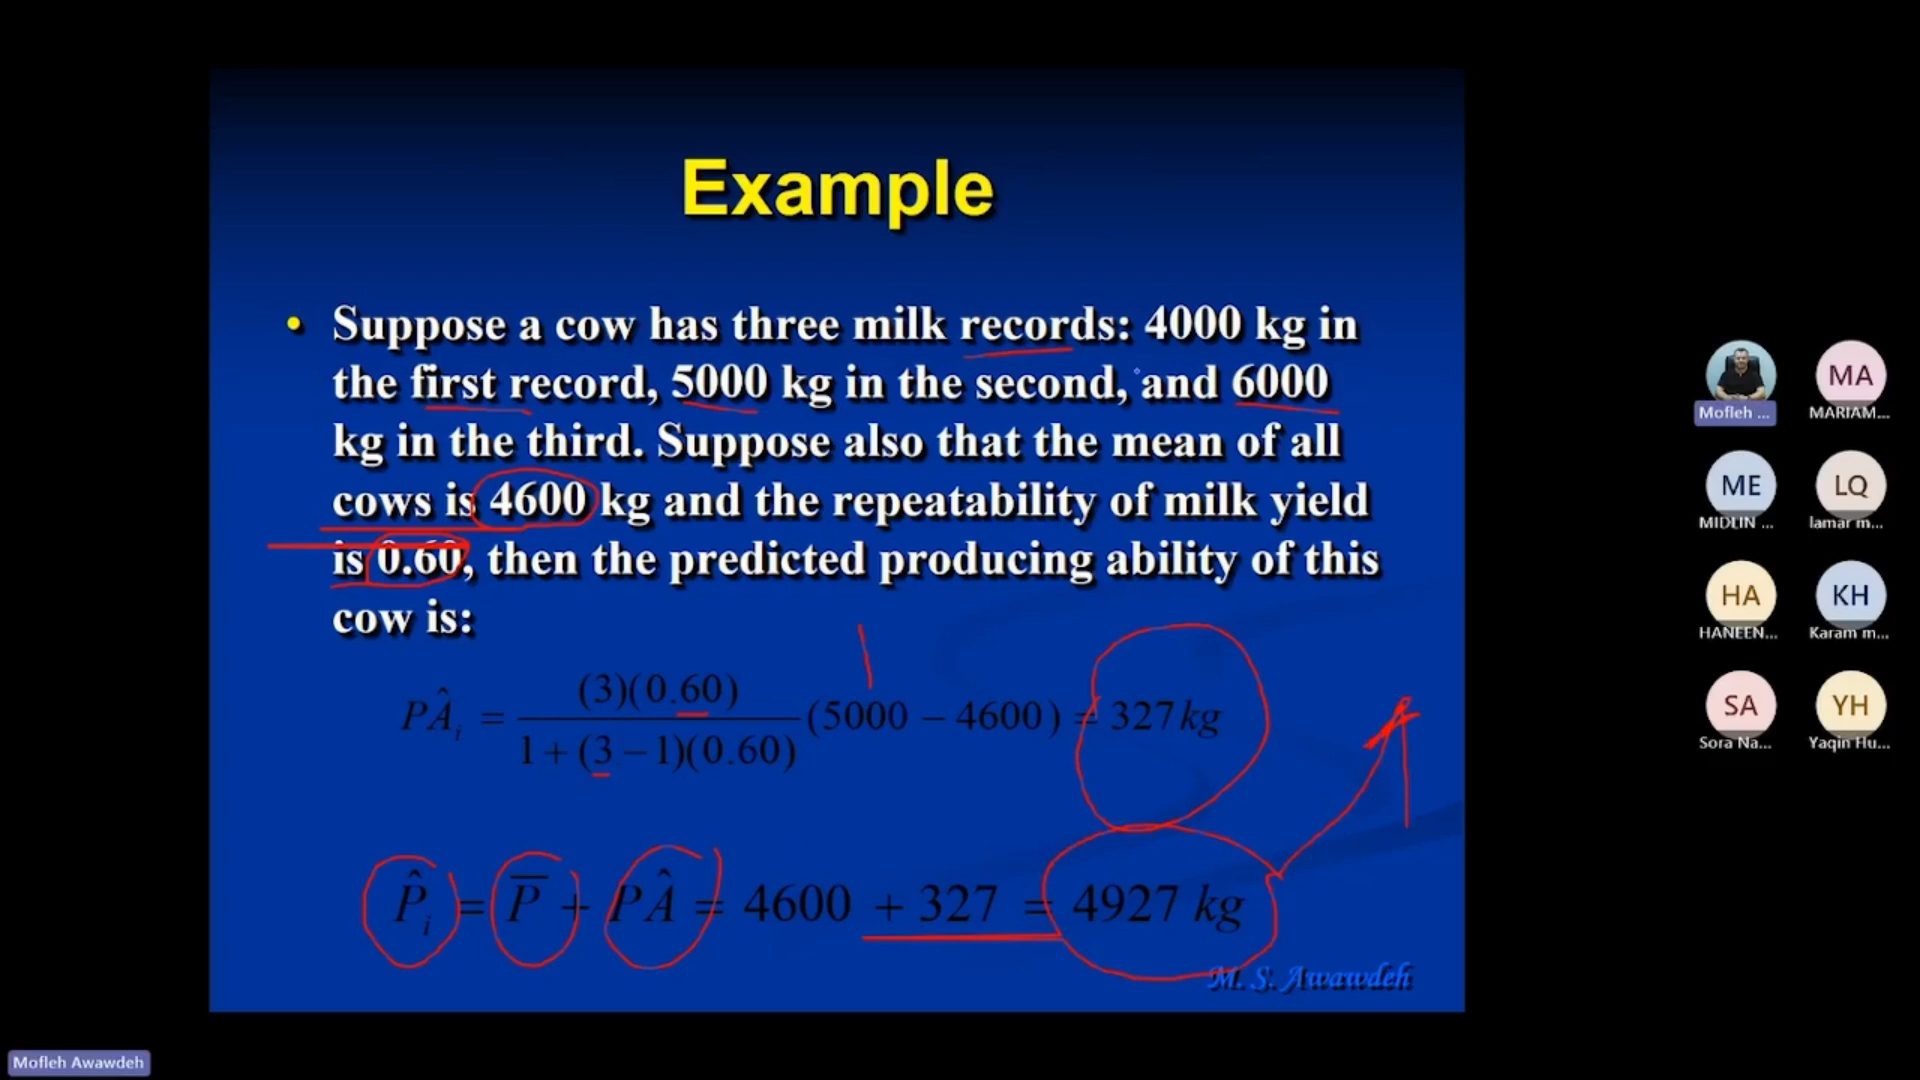 Example
• Suppose a cow has three milk records: 4000 kg in
the first record, 5000 kg in the second, and 6000
kg in the third. Suppose also that the mean of all
cows is 4600 kg and the repeatability of milk yield
is 0.60, then the predicted producing ability of this
cow is:
PÂᵢ = (3)(0.60) / 1 + (3 − 1)(0.60) (5000 − 4600) = 327 kg
P̂ᵢ = P̅ + PÂ = 4600 + 327 = 4927 kg
M. S. Awawdeh
Mofleh ...
MA
MARIAM...
ME
MIDLIN ...
LQ
lamar m...
HA
HANEEN...
KH
Karam m...
SA
Sora Na...
YH
Yaqin Hu...
Mofleh Awawdeh